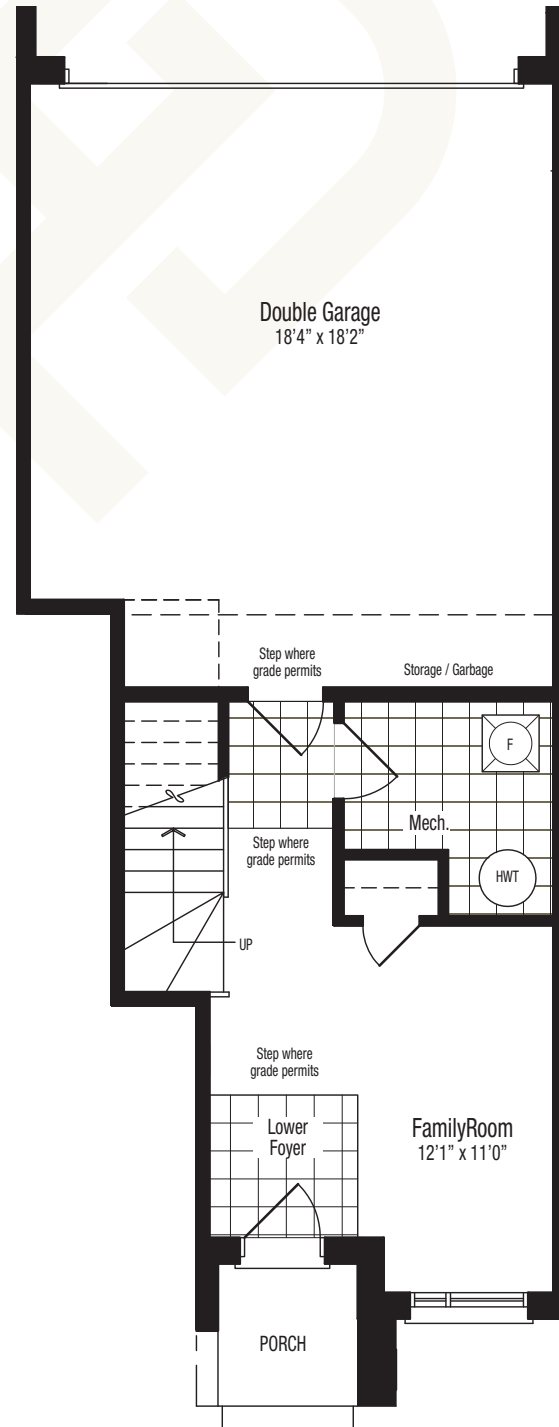 Double Garage
18’4” x 18’2”
Step where
grade permits
Storage / Garbage
F
Mech.
Step where
grade permits
HWT
UP
Step where
grade permits
Lower
Foyer
FamilyRoom
12’1” x 11’0”
PORCH